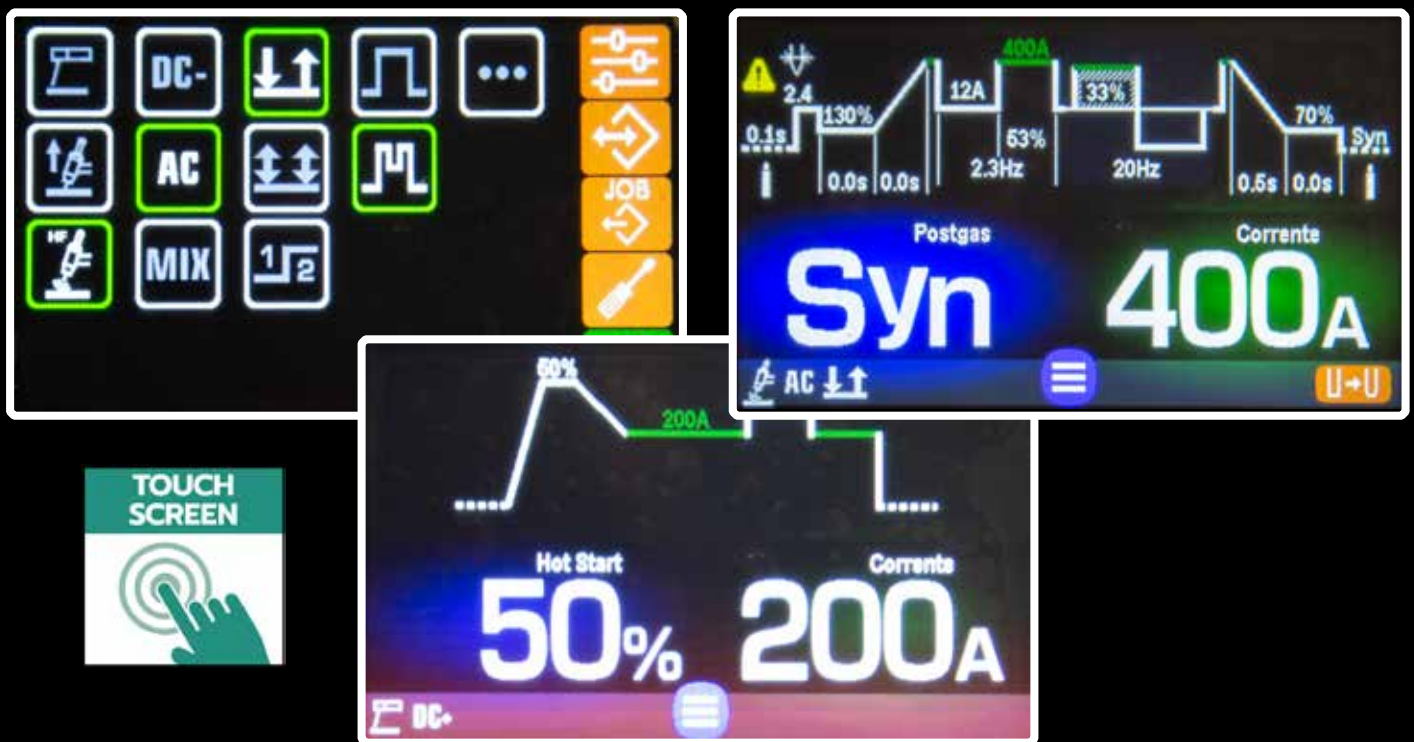 DC-
AC
HF
MIX
1 2
JOB
400A
2.4
130%
12A
33%
70%
0.1s
53%
Syn
2.3Hz
20Hz
0.0s
0.0s
0.5s
0.0s
Postgas
Corrente
Syn
400A
AC
U→U
50%
200A
Hot Start
Corrente
50%
200A
DC+
TOUCH
SCREEN